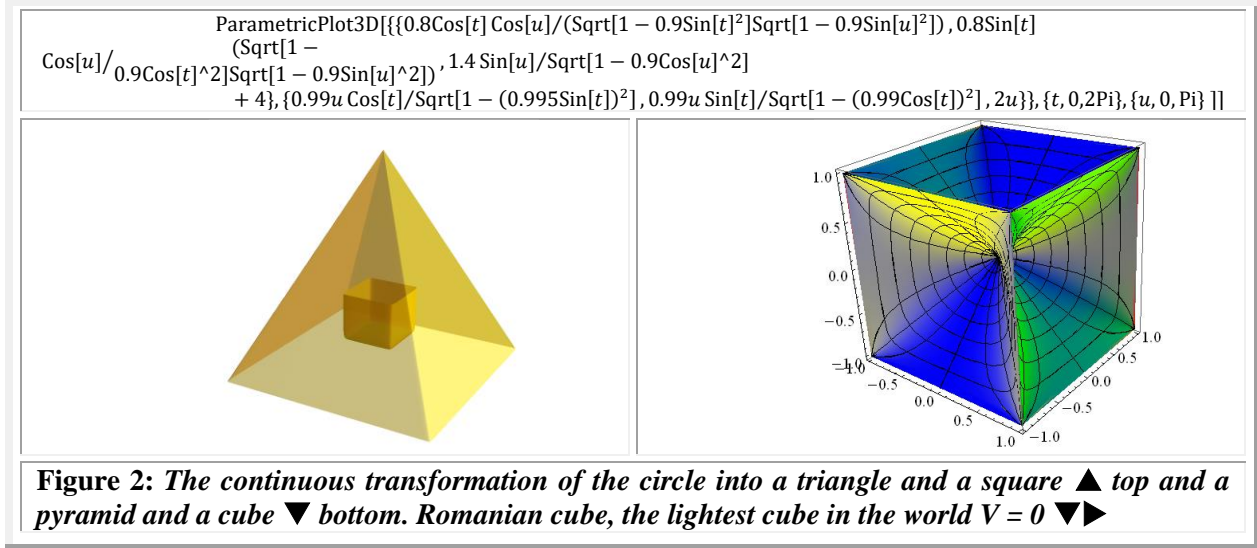 ParametricPlot3D[{{0.8Cos[t] Cos[u]/(Sqrt[1 − 0.9Sin[t]²]Sqrt[1 − 0.9Sin[u]²]) , 0.8Sin[t]
Cos[u]/(Sqrt[1 −
0.9Cos[t]^2]Sqrt[1 − 0.9Sin[u]^2]) , 1.4 Sin[u]/Sqrt[1 − 0.9Cos[u]^2]
+ 4}, {0.99u Cos[t]/Sqrt[1 − (0.995Sin[t])²] , 0.99u Sin[t]/Sqrt[1 − (0.99Cos[t])²] , 2u}}, {t, 0,2Pi}, {u, 0, Pi} ]]
1.0
0.5
0.0
−0.5
−1.0
−1.0
−0.5
0.0
0.5
1.0
−1.0
−0.5
0.0
0.5
1.0
Figure 2: The continuous transformation of the circle into a triangle and a square ▲ top and a
pyramid and a cube ▼ bottom. Romanian cube, the lightest cube in the world V = 0 ▼▶